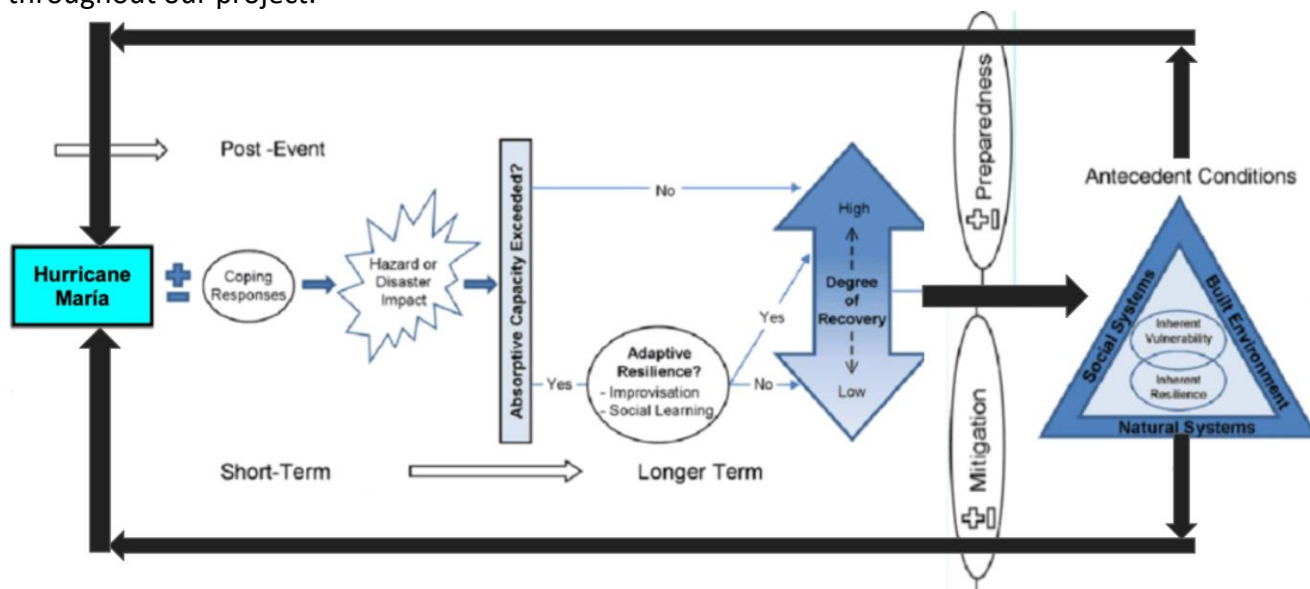 throughout our project.
Post -Event
Preparedness
Antecedent Conditions
Hurricane
María
Coping
Responses
Hazard or
Disaster
Impact
Absorptive Capacity Exceeded?
No
High
Degree
of
Recovery
Low
Yes
Adaptive
Resilience?
- Improvisation
- Social Learning
Yes
No
Social Systems
Built Environment
Inherent
Vulnerability
Inherent
Resilience
Natural Systems
Mitigation
Short-Term
Longer Term